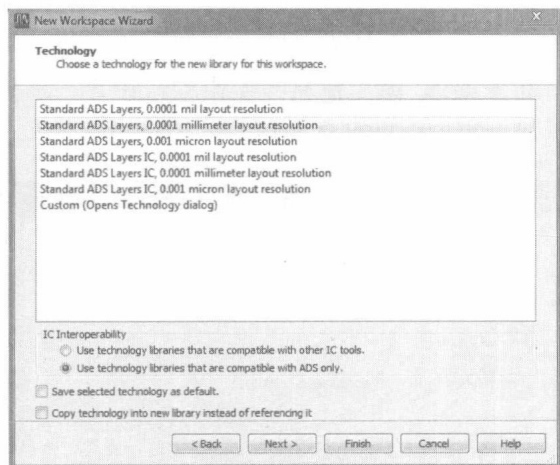 New Workspace Wizard
Technology
Choose a technology for the new library for this workspace.
Standard ADS Layers, 0.0001 mil layout resolution
Standard ADS Layers, 0.0001 millimeter layout resolution
Standard ADS Layers, 0.001 micron layout resolution
Standard ADS Layers IC, 0.0001 mil layout resolution
Standard ADS Layers IC, 0.0001 millimeter layout resolution
Standard ADS Layers IC, 0.001 micron layout resolution
Custom (Opens Technology dialog)
IC Interoperability
Use technology libraries that are compatible with other IC tools.
Use technology libraries that are compatible with ADS only.
Save selected technology as default.
Copy technology into new library instead of referencing it
< Back Next > Finish Cancel Help